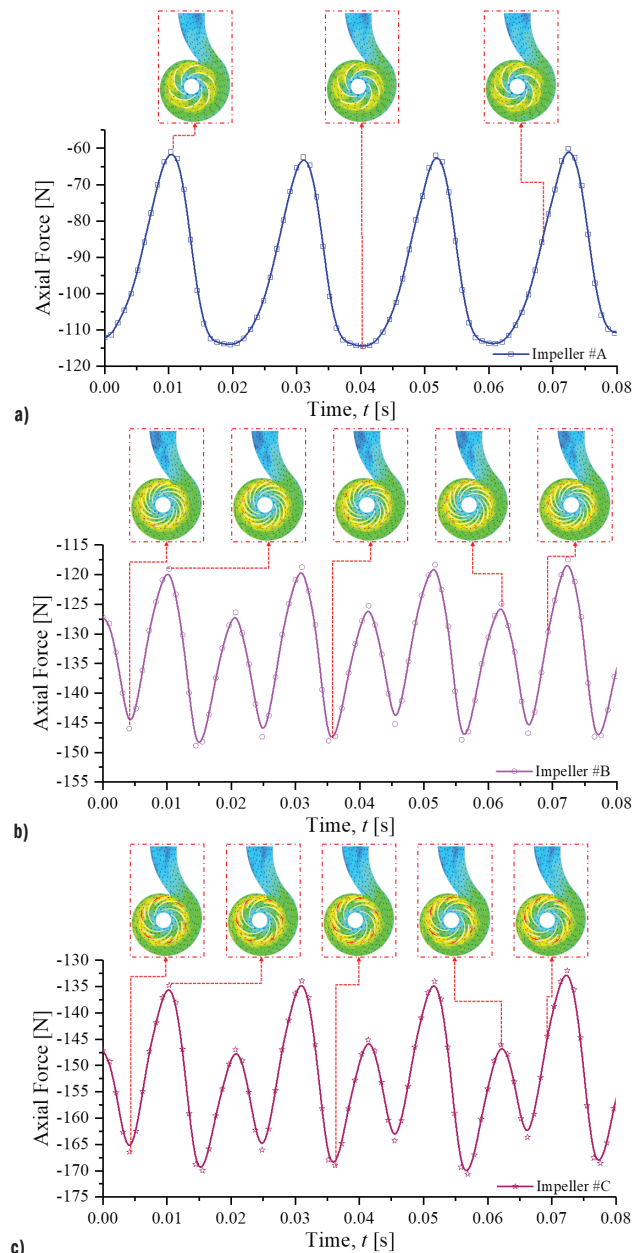 -60
-70
-80
-90
-100
-110
-120
Axial Force [N]
Impeller #A
0.00 0.01 0.02 0.03 0.04 0.05 0.06 0.07 0.08
Time, t [s]
a)
-115
-120
-125
-130
-135
-140
-145
-150
-155
Axial Force [N]
Impeller #B
0.00 0.01 0.02 0.03 0.04 0.05 0.06 0.07 0.08
Time, t [s]
b)
-130
-135
-140
-145
-150
-155
-160
-165
-170
-175
Axial Force [N]
Impeller #C
0.00 0.01 0.02 0.03 0.04 0.05 0.06 0.07 0.08
Time, t [s]
c)